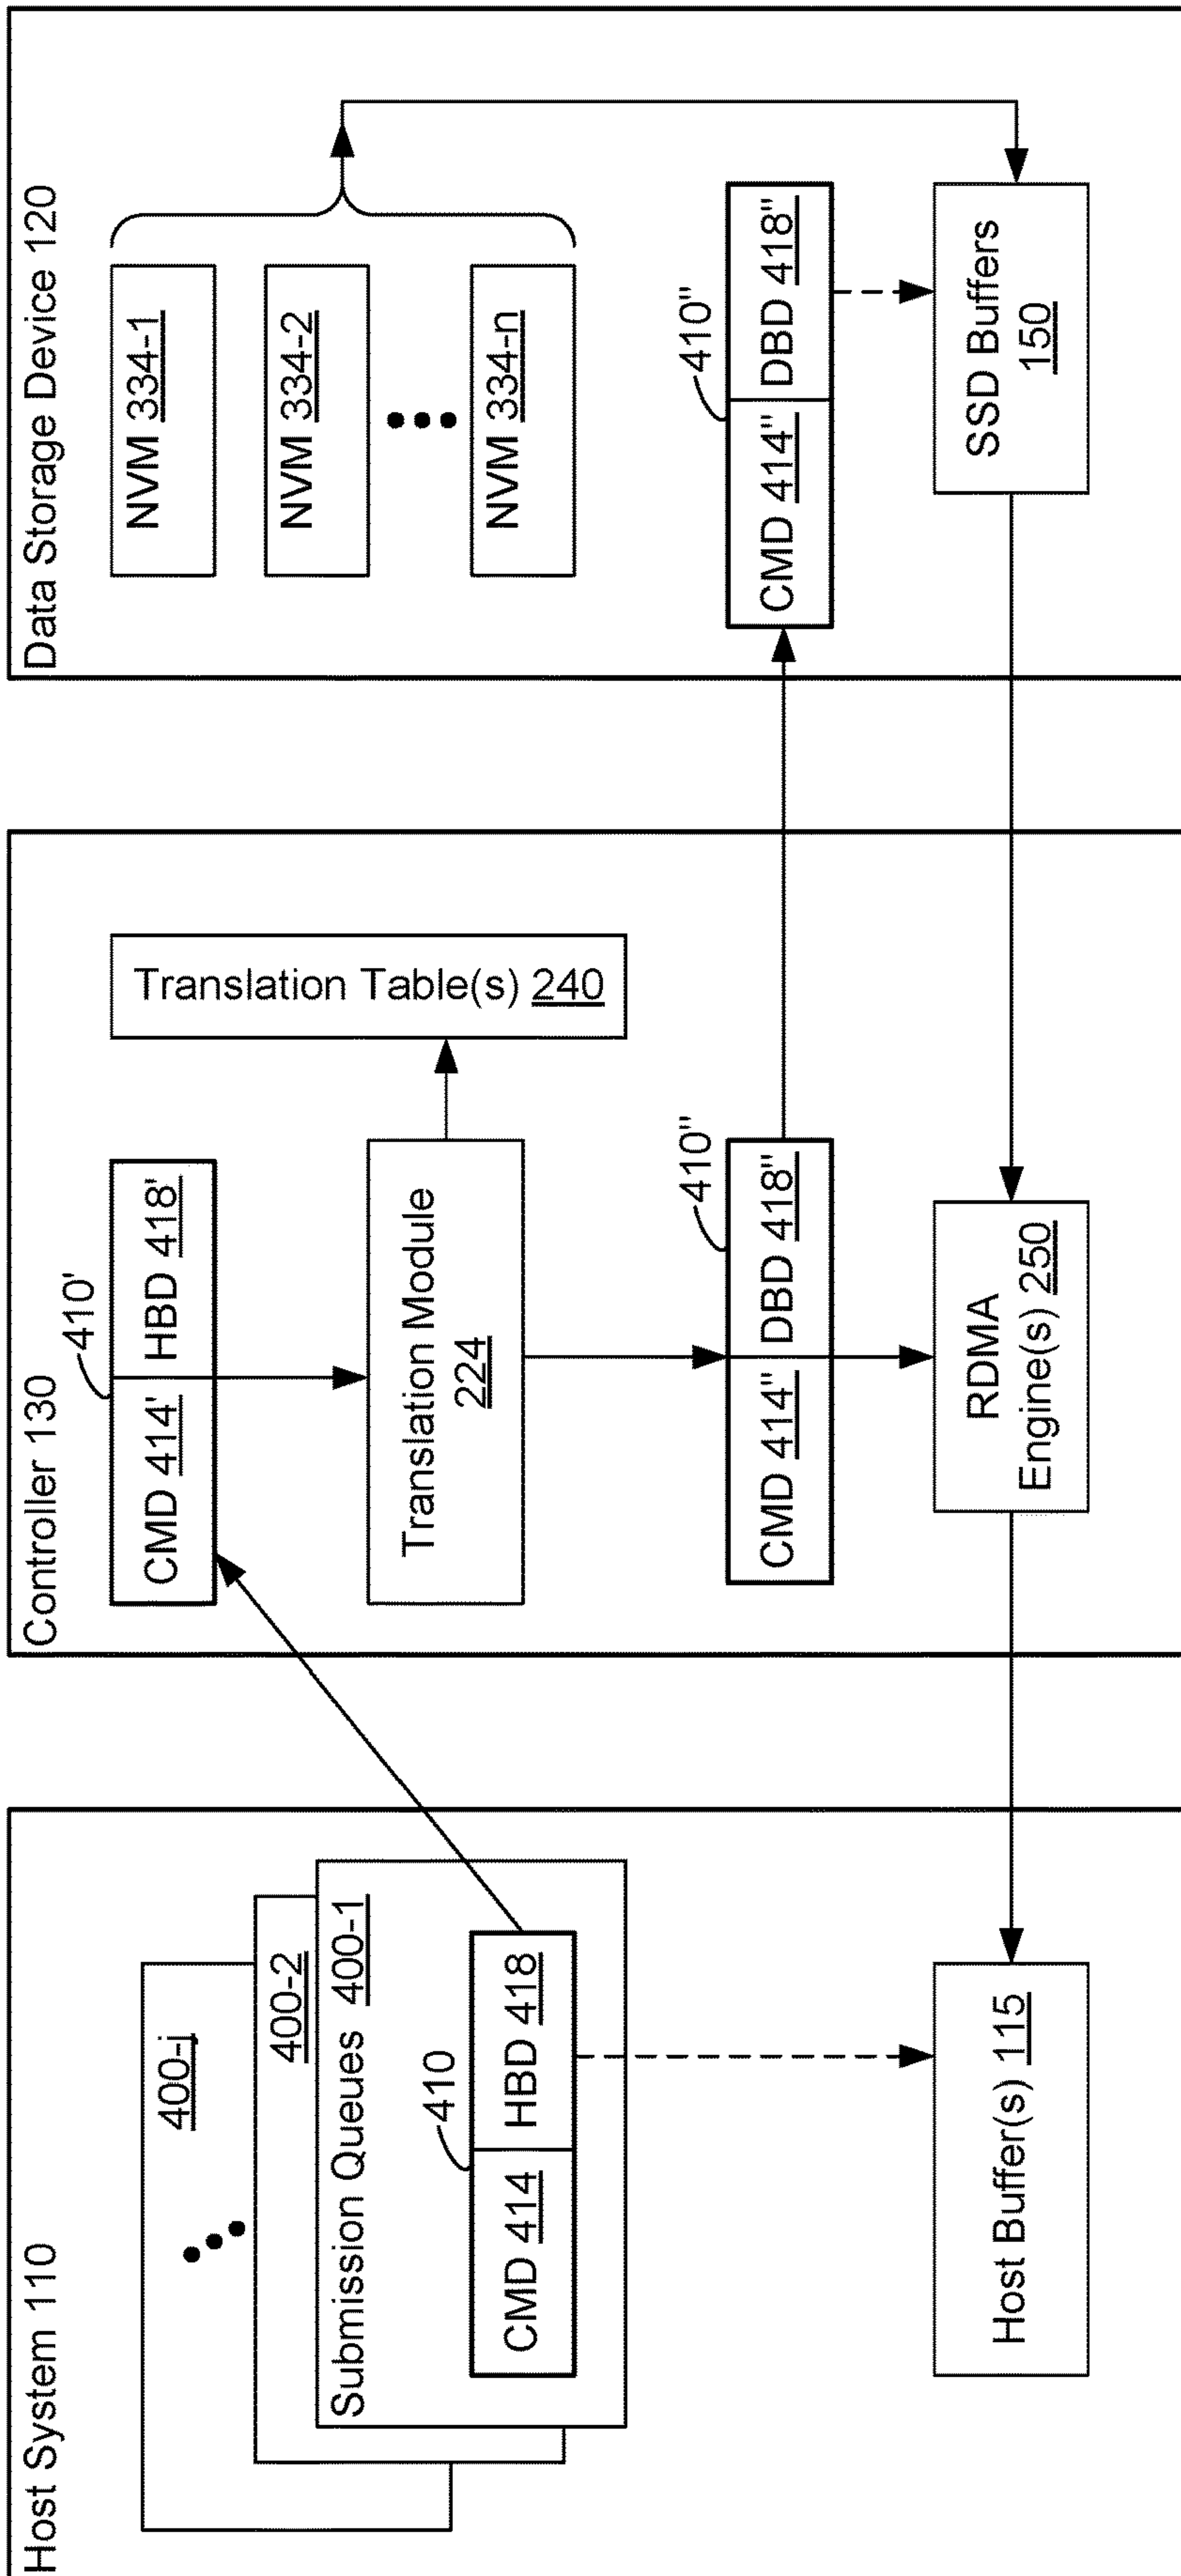 Host System 110
400-j
400-2
Submission Queues 400-1
410
CMD 414
HBD 418
Host Buffer(s) 115
Controller 130
410'
CMD 414'
HBD 418'
Translation Module
224
Translation Table(s) 240
410"
CMD 414"
DBD 418"
RDMA
Engine(s) 250
Data Storage Device 120
NVM 334-1
NVM 334-2
NVM 334-n
410"
CMD 414"
DBD 418"
SSD Buffers
150